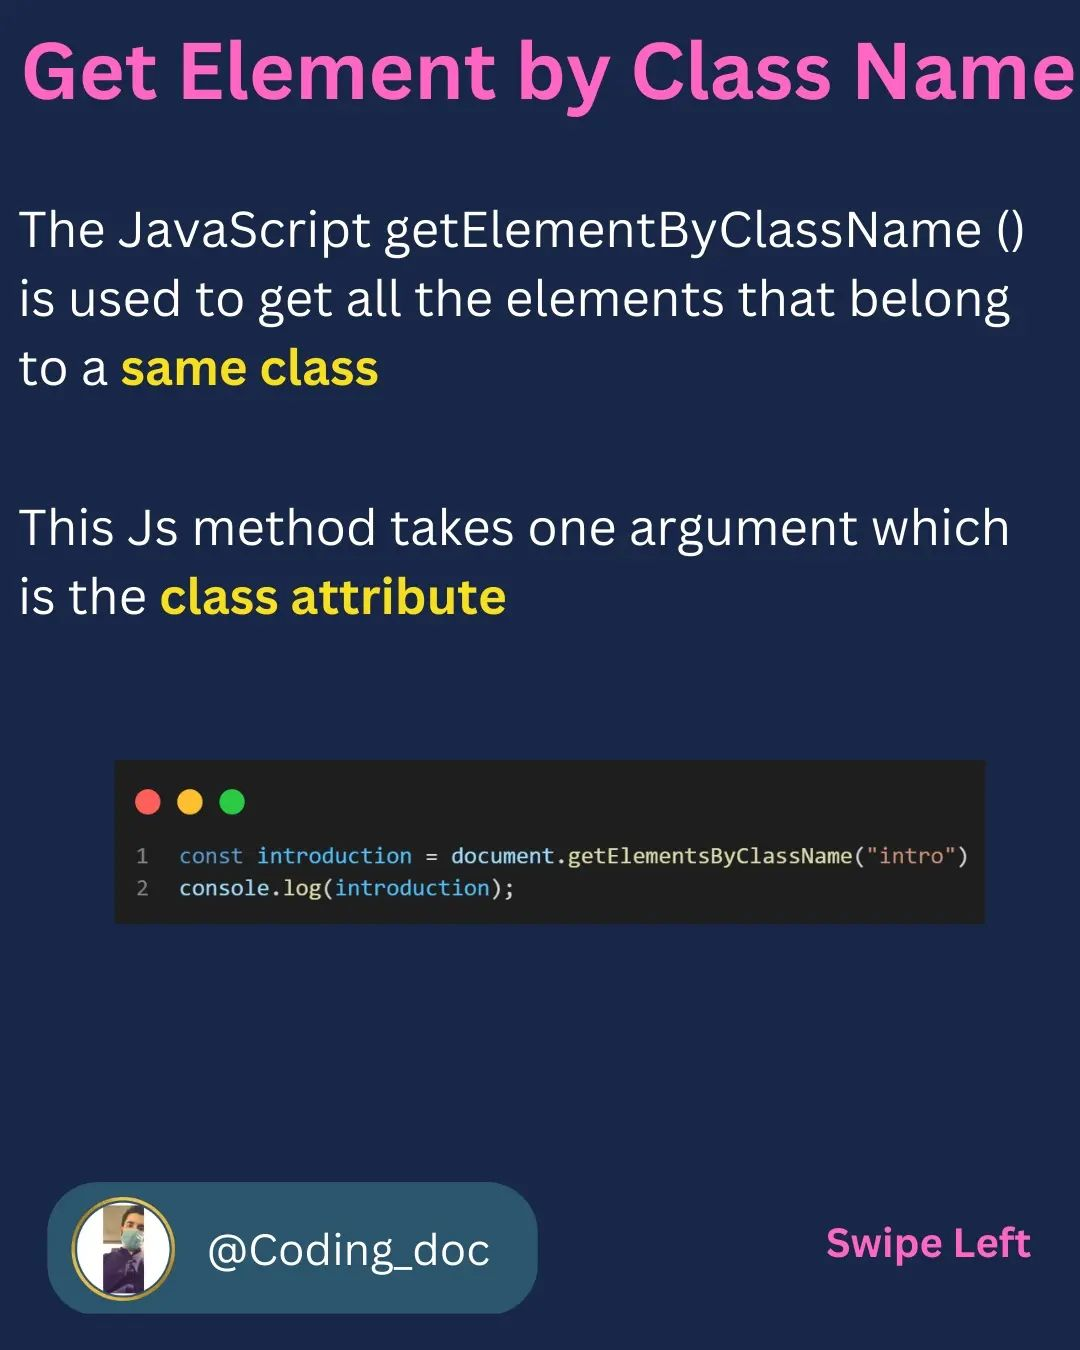 Get Element by Class Name
The JavaScript getElementByClassName ()
is used to get all the elements that belong
to a same class
This Js method takes one argument which
is the class attribute
1 const introduction = document.getElementsByClassName("intro")
2 console.log(introduction);
@Coding_doc
Swipe Left